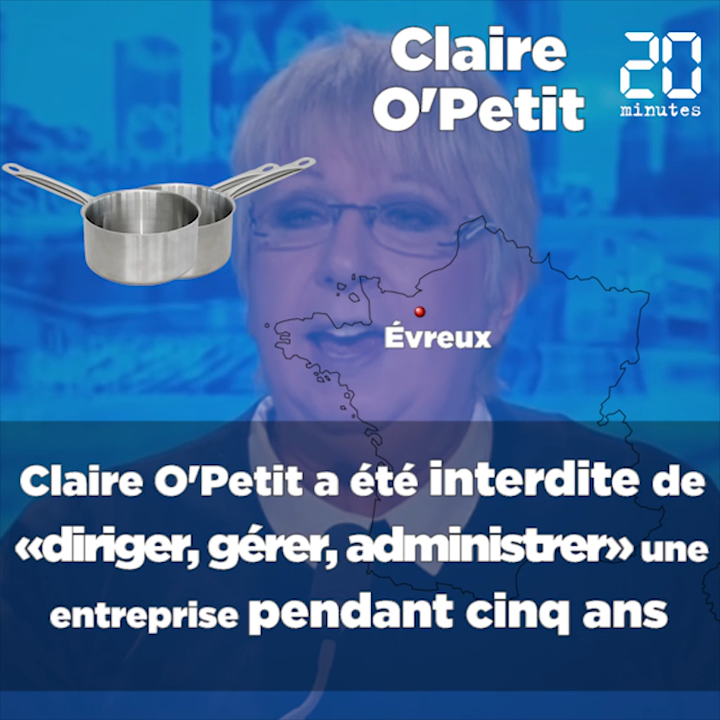 Claire
O'Petit
20
minutes
Évreux
Claire O'Petit a été interdite de
«diriger, gérer, administrer» une
entreprise pendant cinq ans